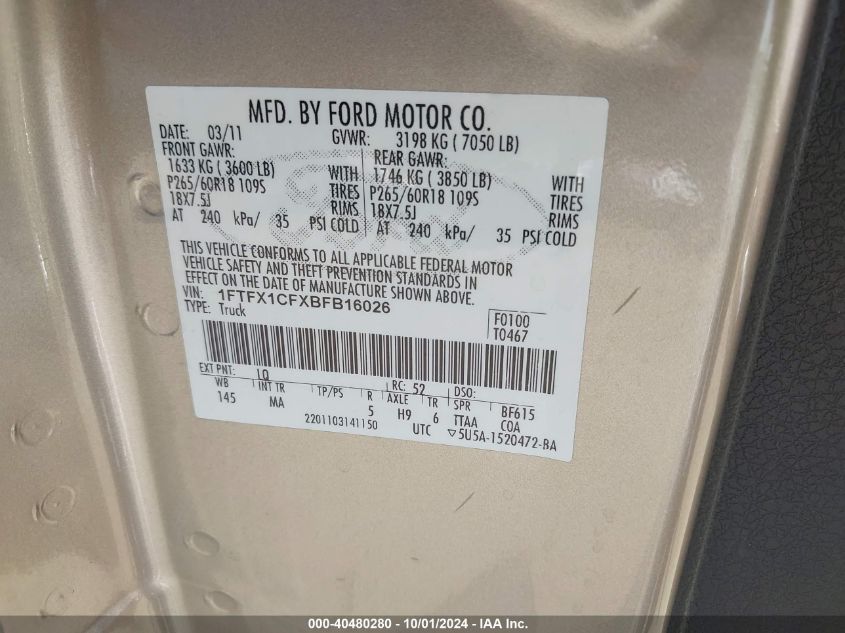 MFD. BY FORD MOTOR CO.
DATE: 03/11 GVWR: 3198 KG ( 7050 LB)
FRONT GAWR: REAR GAWR:
1633 KG ( 3600 LB) WITH 1746 KG ( 3850 LB) WITH
P265/60R18 109S TIRES P265/60R18 109S TIRES
18X7.5J RIMS 18X7.5J RIMS
AT 240 kPa/ 35 PSI COLD AT 240 kPa/ 35 PSI COLD
THIS VEHICLE CONFORMS TO ALL APPLICABLE FEDERAL MOTOR
VEHICLE SAFETY AND THEFT PREVENTION STANDARDS IN
EFFECT ON THE DATE OF MANUFACTURE SHOWN ABOVE.
VIN: 1FTFX1CFXBFB16026
TYPE: Truck
F0100
T0467
EXT PNT: LQ RC: 52 DSO:
WB INT TR TP/PS R AXLE TR SPR BF615
145 MA 5 H9 6 TTAA COA
2201103141150 UTC ▽5U5A-1520472-BA
000-40480280 - 10/01/2024 - IAA Inc.